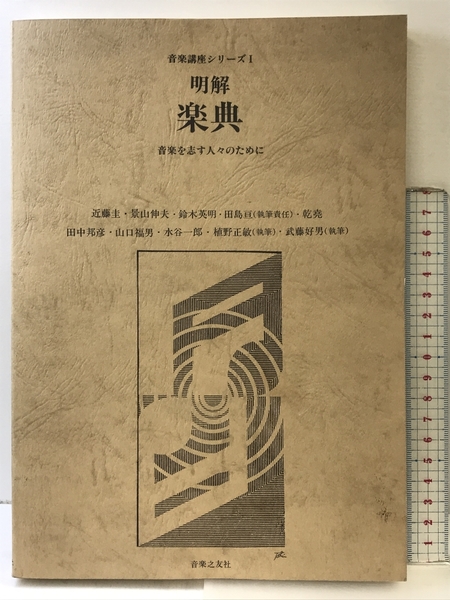 音楽講座シリーズ I
明解
楽典
音楽を志す人々のために
近藤圭・景山伸夫・鈴木英明・田島亘(執筆責任)・乾堯
田中邦彦・山口福男・水谷一郎・植野正敏(執筆)・武藤好男(執筆)
音楽之友社